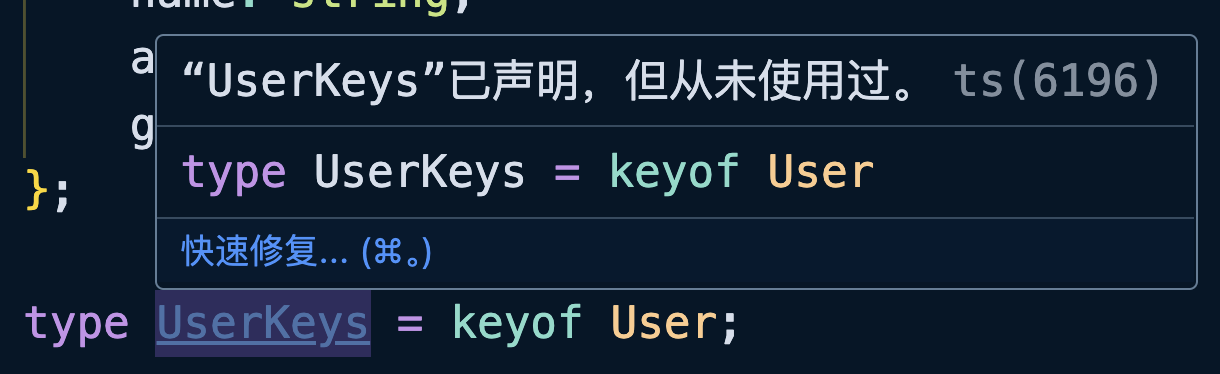 name: string;
a
“UserKeys”已声明，但从未使用过。 ts(6196)
g
type UserKeys = keyof User
};
快速修复... (⌘。)
type UserKeys = keyof User;